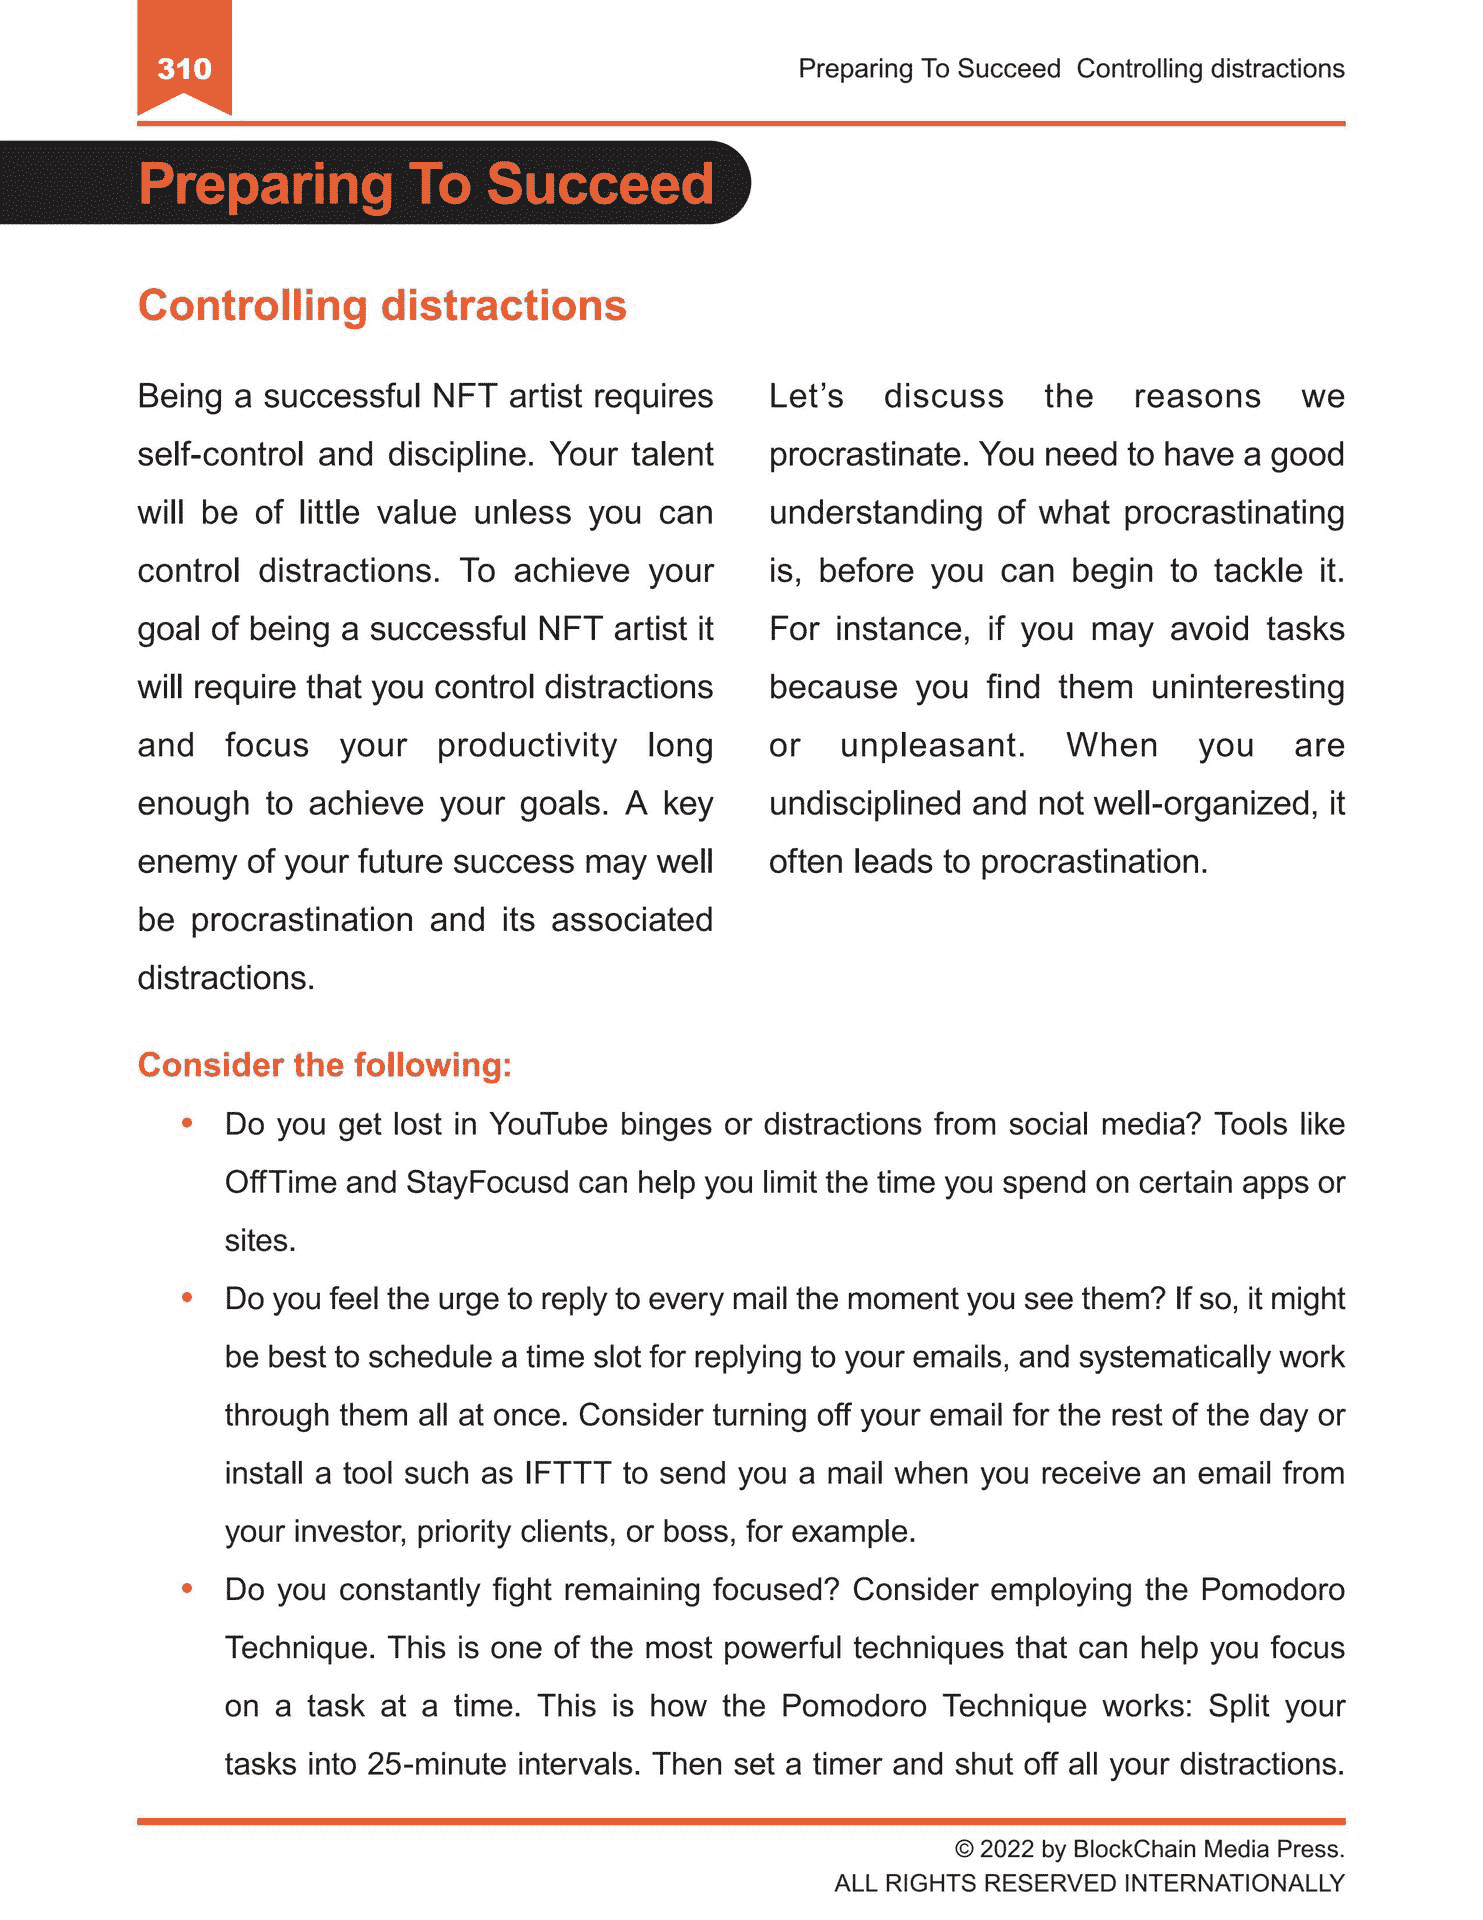 310
Preparing To Succeed  Controlling distractions
Preparing To Succeed
Controlling distractions
Being a successful NFT artist requires
self-control and discipline. Your talent
will be of little value unless you can
control distractions. To achieve your
goal of being a successful NFT artist it
will require that you control distractions
and focus your productivity long
enough to achieve your goals. A key
enemy of your future success may well
be procrastination and its associated
distractions.
Let’s discuss the reasons we
procrastinate. You need to have a good
understanding of what procrastinating
is, before you can begin to tackle it.
For instance, if you may avoid tasks
because you find them uninteresting
or unpleasant. When you are
undisciplined and not well-organized, it
often leads to procrastination.
Consider the following:
• Do you get lost in YouTube binges or distractions from social media? Tools like
OffTime and StayFocusd can help you limit the time you spend on certain apps or
sites.
• Do you feel the urge to reply to every mail the moment you see them? If so, it might
be best to schedule a time slot for replying to your emails, and systematically work
through them all at once. Consider turning off your email for the rest of the day or
install a tool such as IFTTT to send you a mail when you receive an email from
your investor, priority clients, or boss, for example.
• Do you constantly fight remaining focused? Consider employing the Pomodoro
Technique. This is one of the most powerful techniques that can help you focus
on a task at a time. This is how the Pomodoro Technique works: Split your
tasks into 25-minute intervals. Then set a timer and shut off all your distractions.
© 2022 by BlockChain Media Press.
ALL RIGHTS RESERVED INTERNATIONALLY